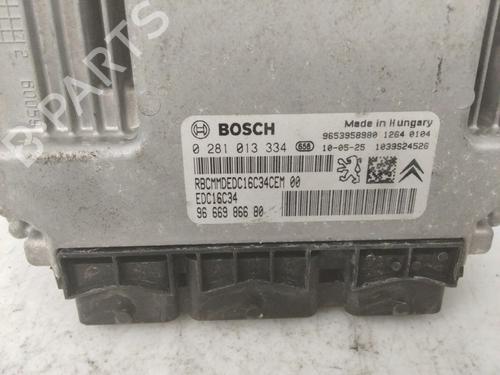 B PARTS
BOSCH
Made in Hungary
9653958980 1264 0104
0 281 013 334 658 10-05-25 1039S24526
RBCMMDEDC16C34CEM 00
EDC16C34
96 669 866 80